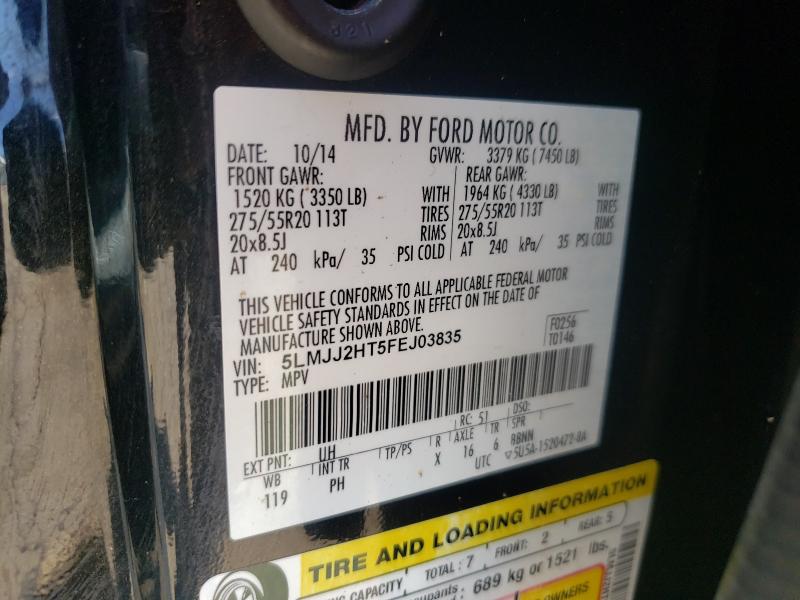 821
MFD. BY FORD MOTOR CO.
DATE: 10/14 GVWR: 3379 KG ( 7450 LB)
FRONT GAWR: REAR GAWR:
1520 KG ( 3350 LB) WITH 1964 KG ( 4330 LB) WITH
275/55R20 113T TIRES 275/55R20 113T TIRES
20x8.5J RIMS 20x8.5J RIMS
AT 240 kPa/ 35 PSI COLD AT 240 kPa/ 35 PSI COLD
THIS VEHICLE CONFORMS TO ALL APPLICABLE FEDERAL MOTOR
VEHICLE SAFETY STANDARDS IN EFFECT ON THE DATE OF
MANUFACTURE SHOWN ABOVE.
F0256
VIN: 5LMJJ2HT5FEJ03835 T0146
TYPE: MPV
EXT PNT: UH RC: 51 DSO:
WB INT TR TP/PS R AXLE TR SPR
119 PH X 16 6 BBNN
UTC 5U5A-1520472-BA
TIRE AND LOADING INFORMATION
CAPACITY TOTAL : 7 FRONT: 2 REAR: 5
689 kg or 1521 lbs.
OWNERS